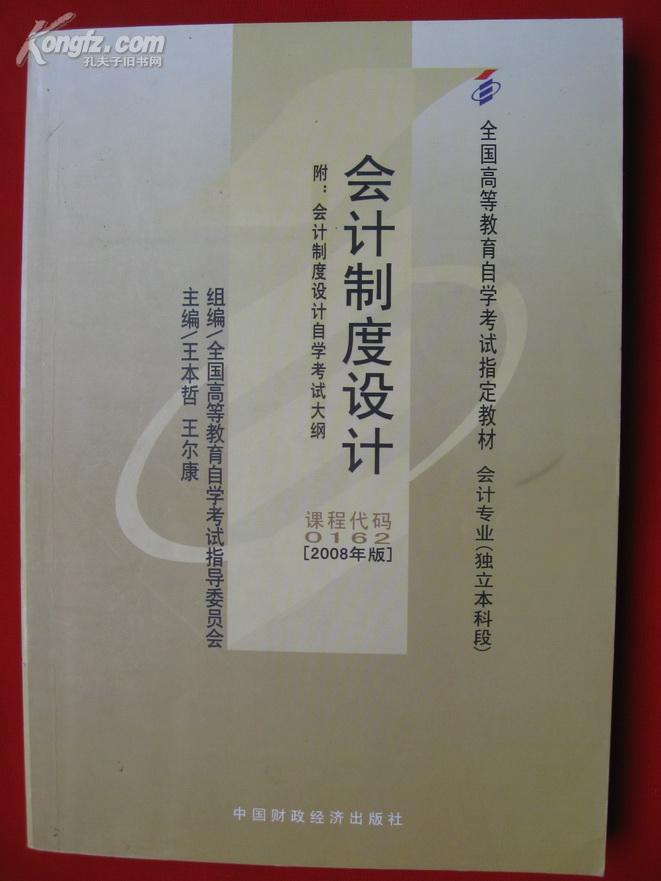 Kongfz.com
孔夫子旧书网
全国高等教育自学考试指定教材 会计专业(独立本科段)
会计制度设计
附：会计制度设计自学考试大纲
课程代码
0162
[2008年版]
组编/全国高等教育自学考试指导委员会
主编/王本哲 王尔康
中国财政经济出版社